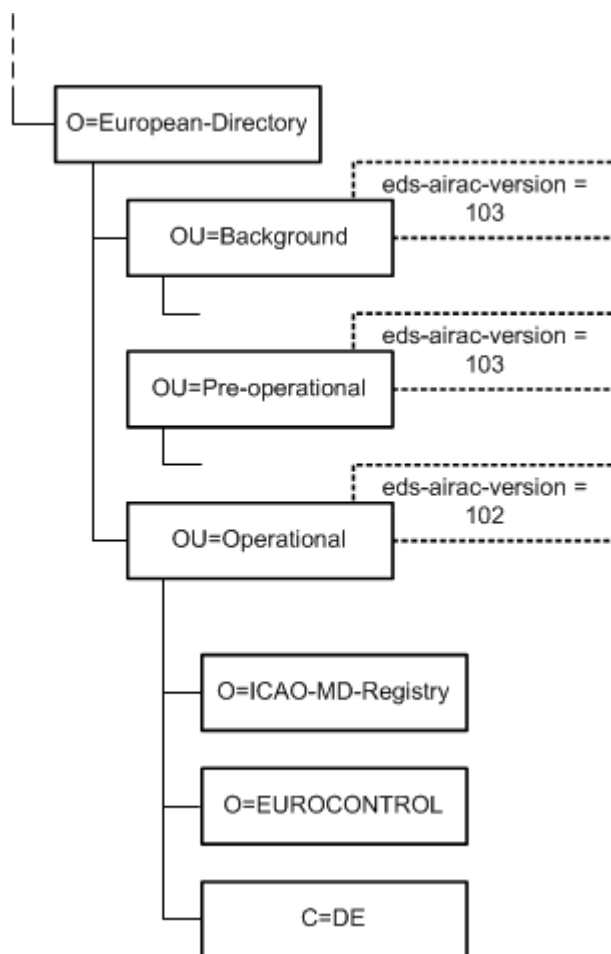 O=European-Directory
eds-airac-version =
103
OU=Background
eds-airac-version =
103
OU=Pre-operational
eds-airac-version =
102
OU=Operational
O=ICAO-MD-Registry
O=EUROCONTROL
C=DE